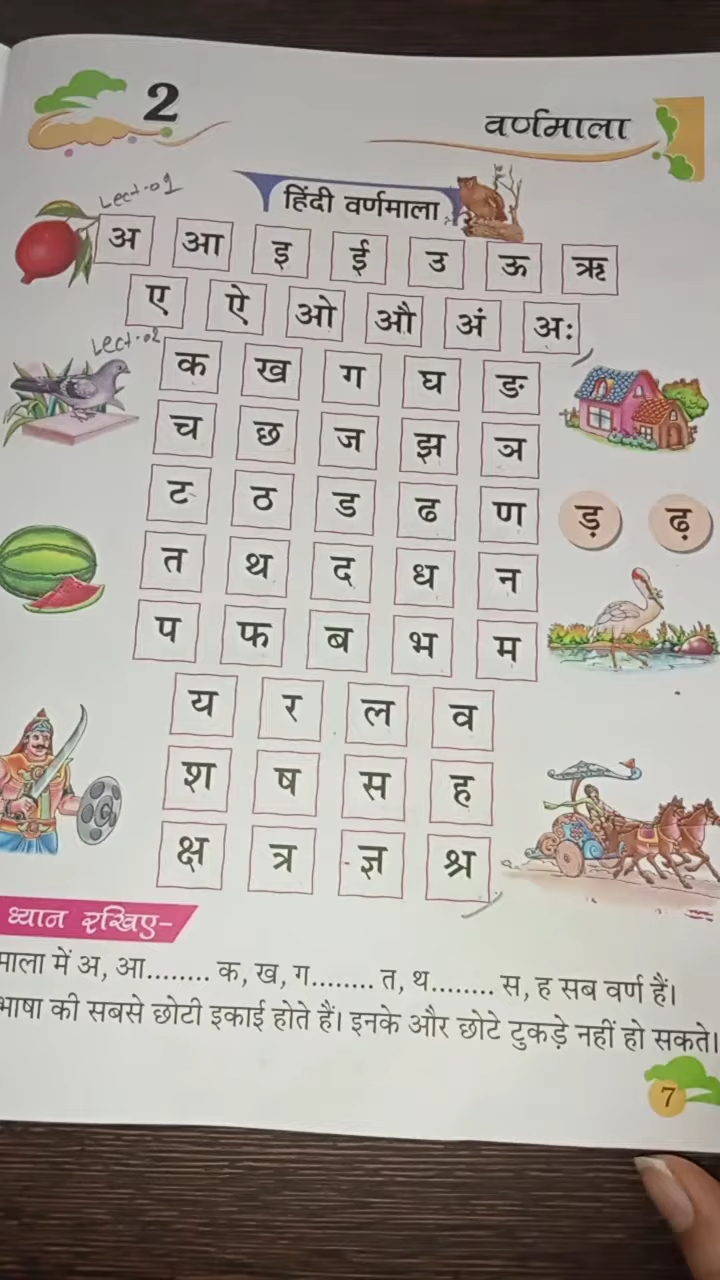 2
वर्णमाला
Lect-01
हिंदी वर्णमाला
अ आ इ ई उ ऊ ऋ
ए ऐ ओ औ अं अः
Lect-02
क ख ग घ ङ
च छ ज झ ञ
ट ठ ड ढ ण ड़ ढ़
त थ द ध न
प फ ब भ म
य र ल व
श ष स ह
क्ष त्र ज्ञ श्र
ध्यान रखिए-
माला में अ, आ........ क, ख, ग........ त, थ........ स, ह सब वर्ण हैं।
भाषा की सबसे छोटी इकाई होते हैं। इनके और छोटे टुकड़े नहीं हो सकते।
7